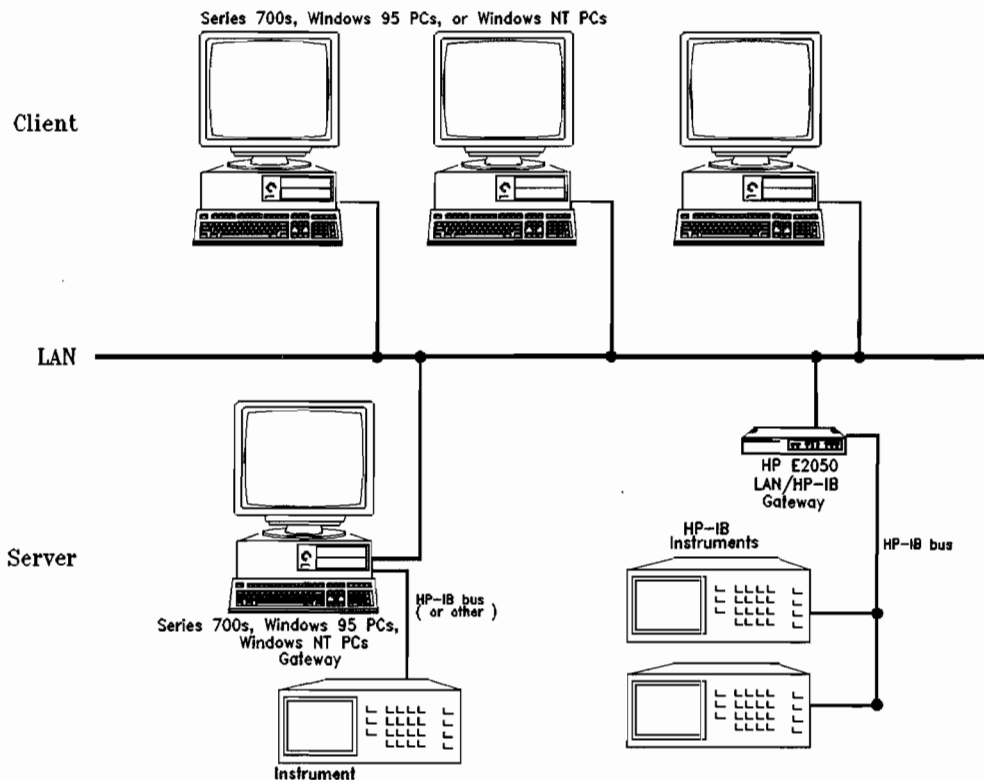 Series 700s, Windows 95 PCs, or Windows NT PCs
Client
LAN
HP E2050
LAN/HP-IB
Gateway
HP-IB
Instruments
HP-IB bus
Server
HP-IB bus
( or other )
Series 700s, Windows 95 PCs,
Windows NT PCs
Gateway
Instrument